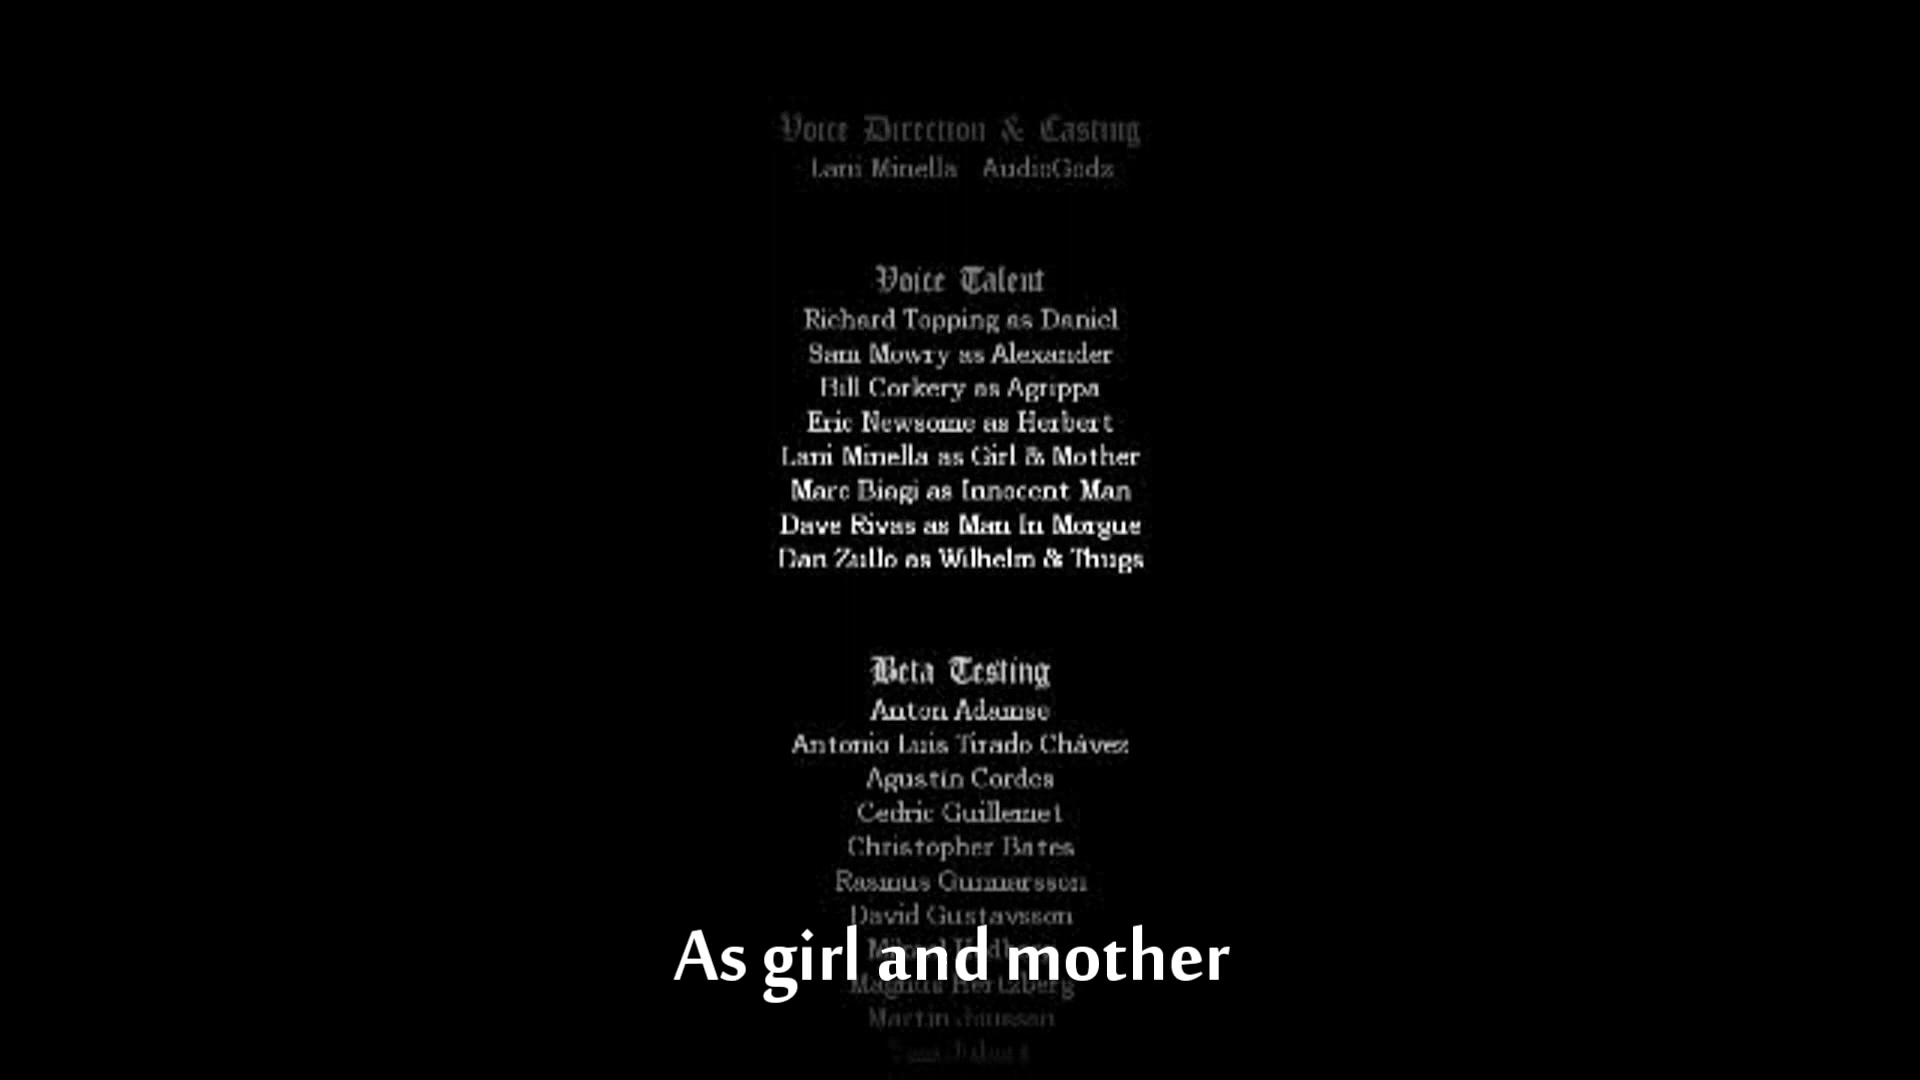 Voice Direction & Casting
Lani Minella AudioGodz
Voice Talent
Richard Topping as Daniel
Sam Mowry as Alexander
Bill Corkery as Agrippa
Eric Newsome as Herbert
Lani Minella as Girl & Mother
Marc Biagi as Innocent Man
Dave Rivas as Man In Morgue
Dan Zullo as Wilhelm & Thugs
Beta Testing
Anton Adamse
Antonio Luis Tirado Chávez
Agustín Cordes
Cedric Guillemet
Christopher Bates
Rasmus Gunnarsson
David Gustavsson
As girl and mother
Magnus Hertzberg
Martin